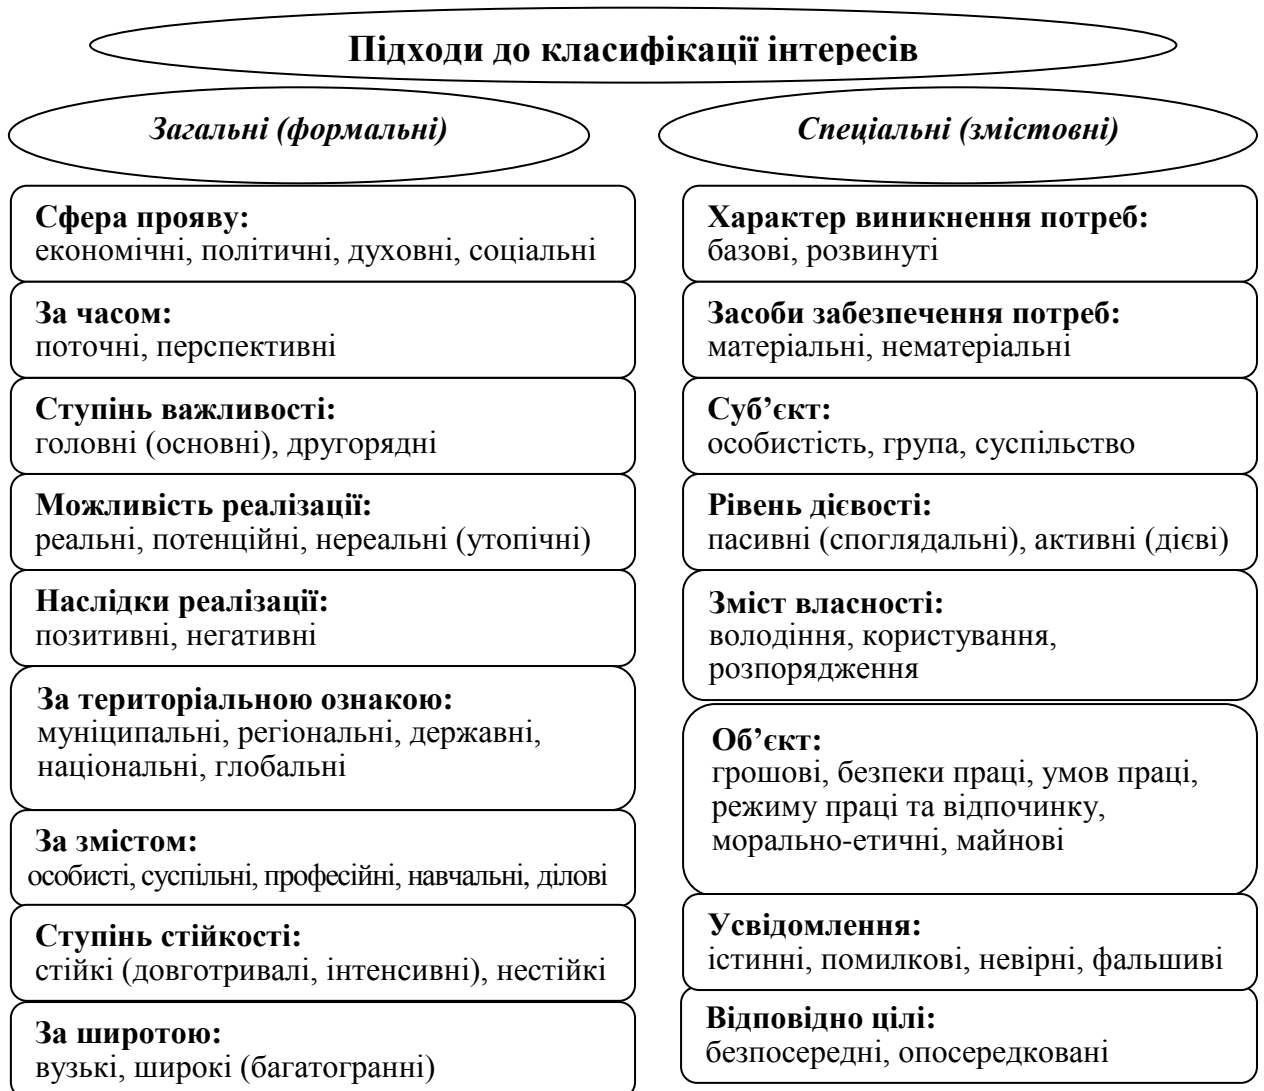 Підходи до класифікації інтересів
Загальні (формальні)
Сфера прояву:
економічні, політичні, духовні, соціальні
За часом:
поточні, перспективні
Ступінь важливості:
головні (основні), другорядні
Можливість реалізації:
реальні, потенційні, нереальні (утопічні)
Наслідки реалізації:
позитивні, негативні
За територіальною ознакою:
муніципальні, регіональні, державні,
національні, глобальні
За змістом:
особисті, суспільні, професійні, навчальні, ділові
Ступінь стійкості:
стійкі (довготривалі, інтенсивні), нестійкі
За широтою:
вузькі, широкі (багатогранні)
Спеціальні (змістовні)
Характер виникнення потреб:
базові, розвинуті
Засоби забезпечення потреб:
матеріальні, нематеріальні
Суб’єкт:
особистість, група, суспільство
Рівень дієвості:
пасивні (споглядальні), активні (дієві)
Зміст власності:
володіння, користування,
розпорядження
Об’єкт:
грошові, безпеки праці, умов праці,
режиму праці та відпочинку,
морально-етичні, майнові
Усвідомлення:
істинні, помилкові, невірні, фальшиві
Відповідно цілі:
безпосередні, опосередковані